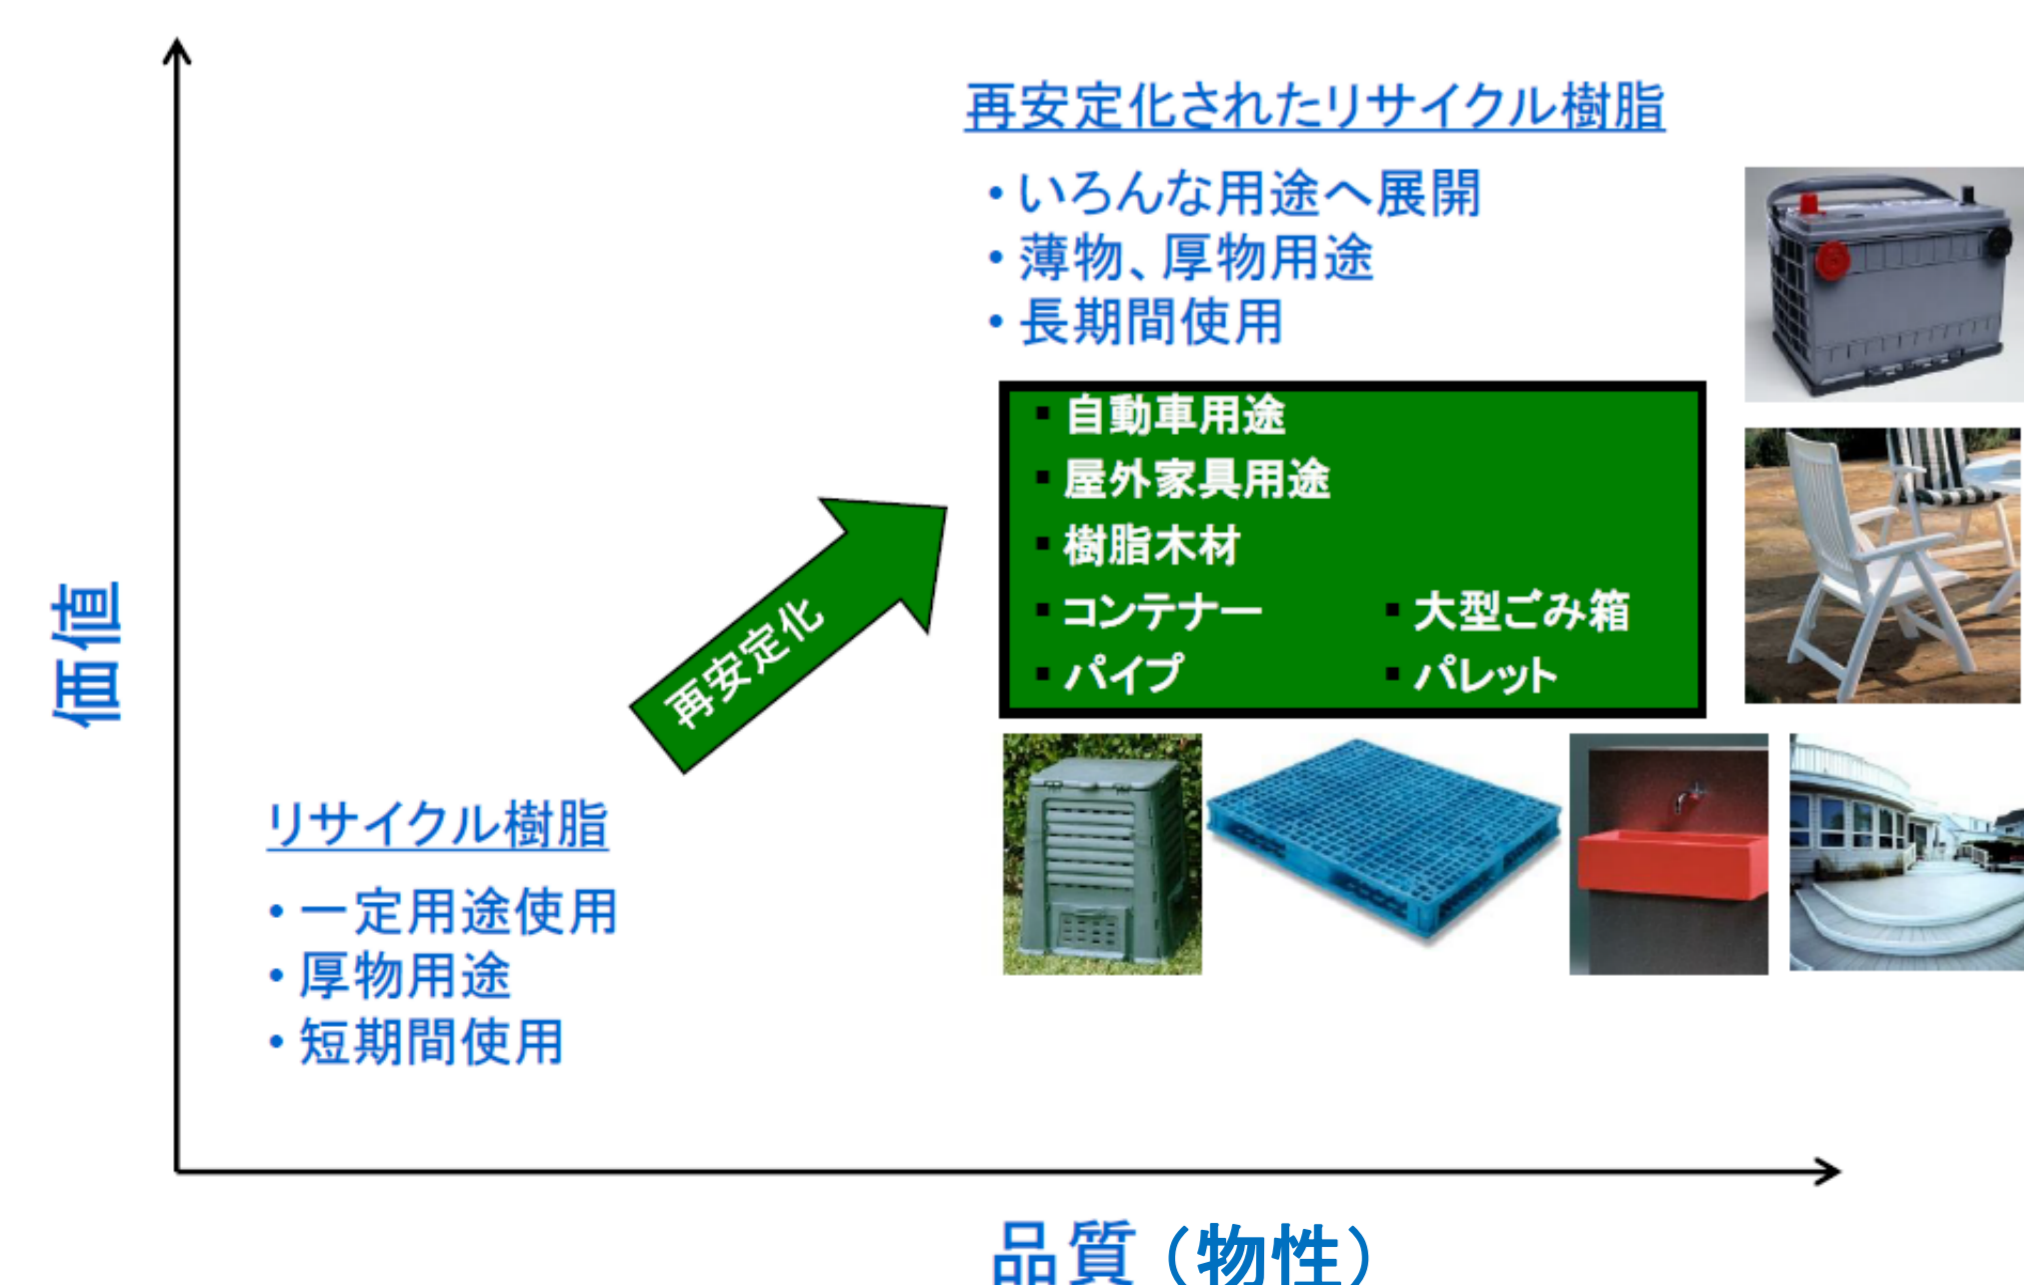 再安定化されたリサイクル樹脂
• いろんな用途へ展開
• 薄物、厚物用途
• 長期間使用
▪ 自動車用途
▪ 屋外家具用途
▪ 樹脂木材
▪ コンテナー ▪ 大型ごみ箱
▪ パイプ ▪ パレット
再安定化
価値
リサイクル樹脂
• 一定用途使用
• 厚物用途
• 短期間使用
品質（物性）